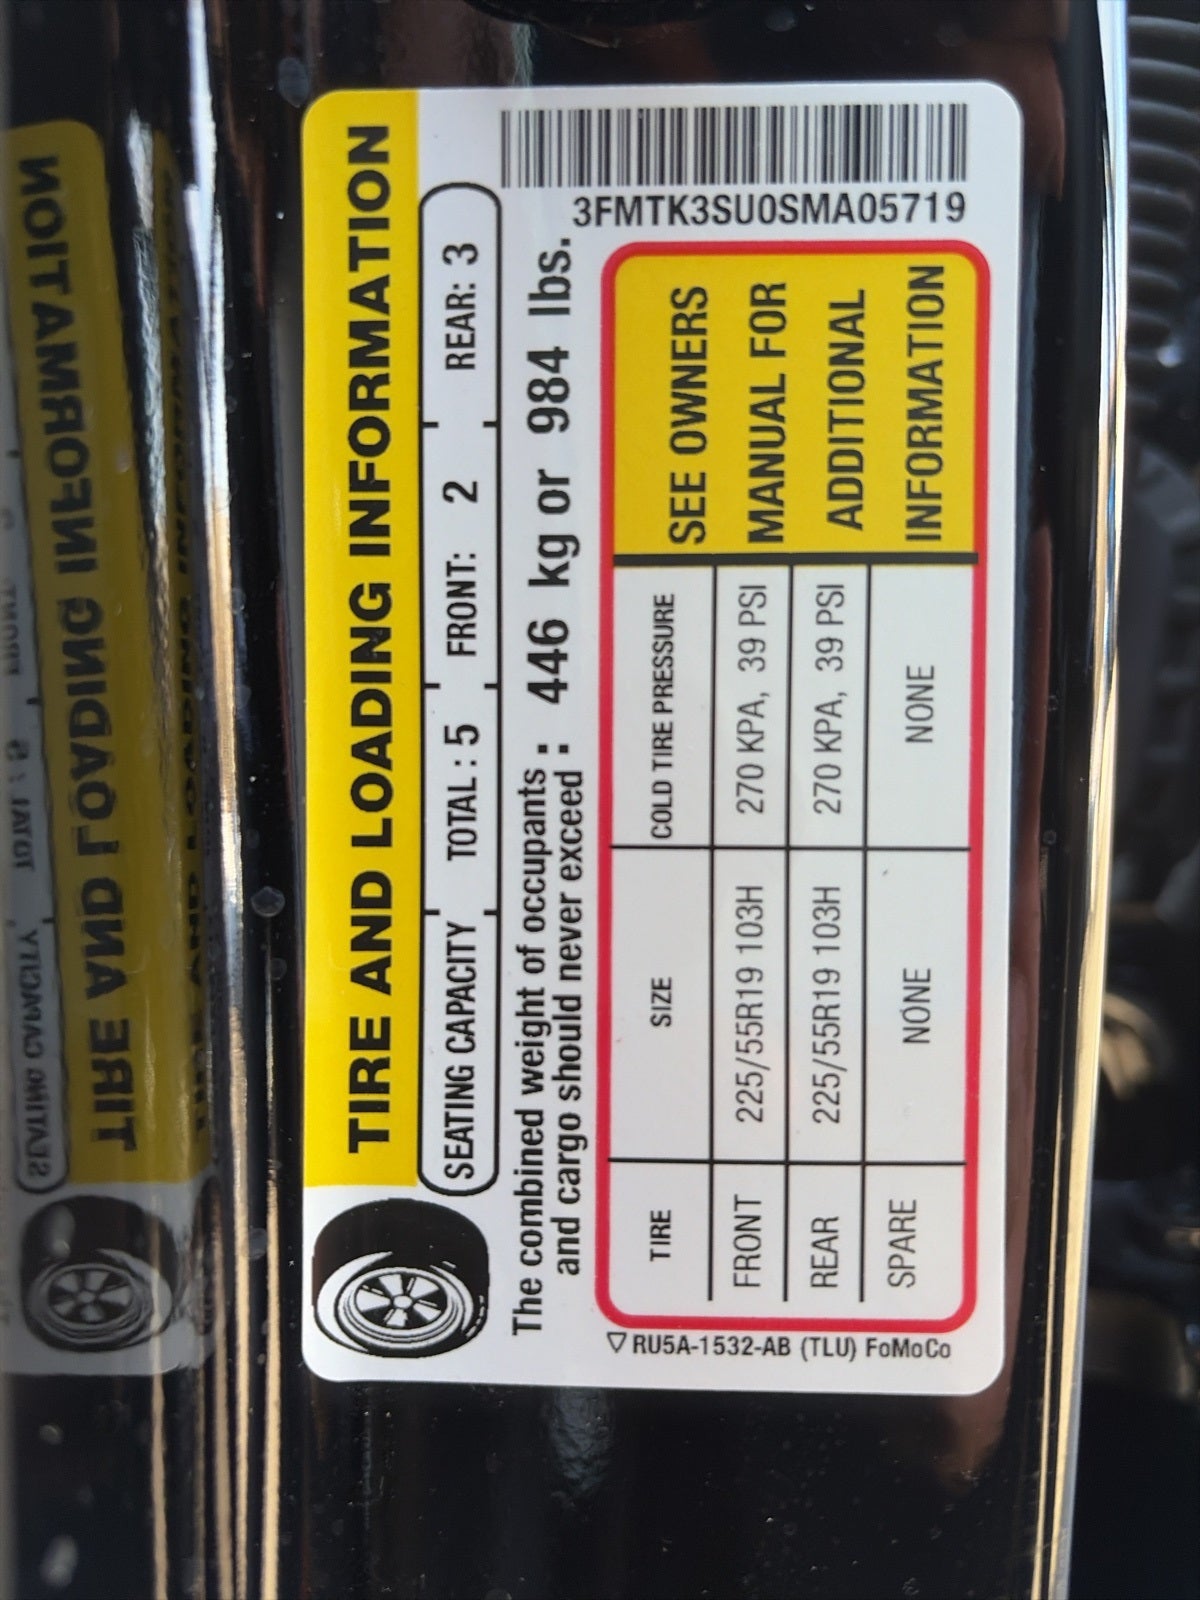 TIRE AND LOADING INFORMATION
SEATING CAPACITY TOTAL : 5 FRONT: 2 REAR: 3
The combined weight of occupants
and cargo should never exceed : 446 kg or 984 lbs.
3FMTK3SU0SMA05719
TIRE SIZE COLD TIRE PRESSURE
FRONT 225/55R19 103H 270 KPA, 39 PSI
REAR 225/55R19 103H 270 KPA, 39 PSI
SPARE NONE NONE
SEE OWNERS
MANUAL FOR
ADDITIONAL
INFORMATION
RU5A-1532-AB (TLU) FoMoCo